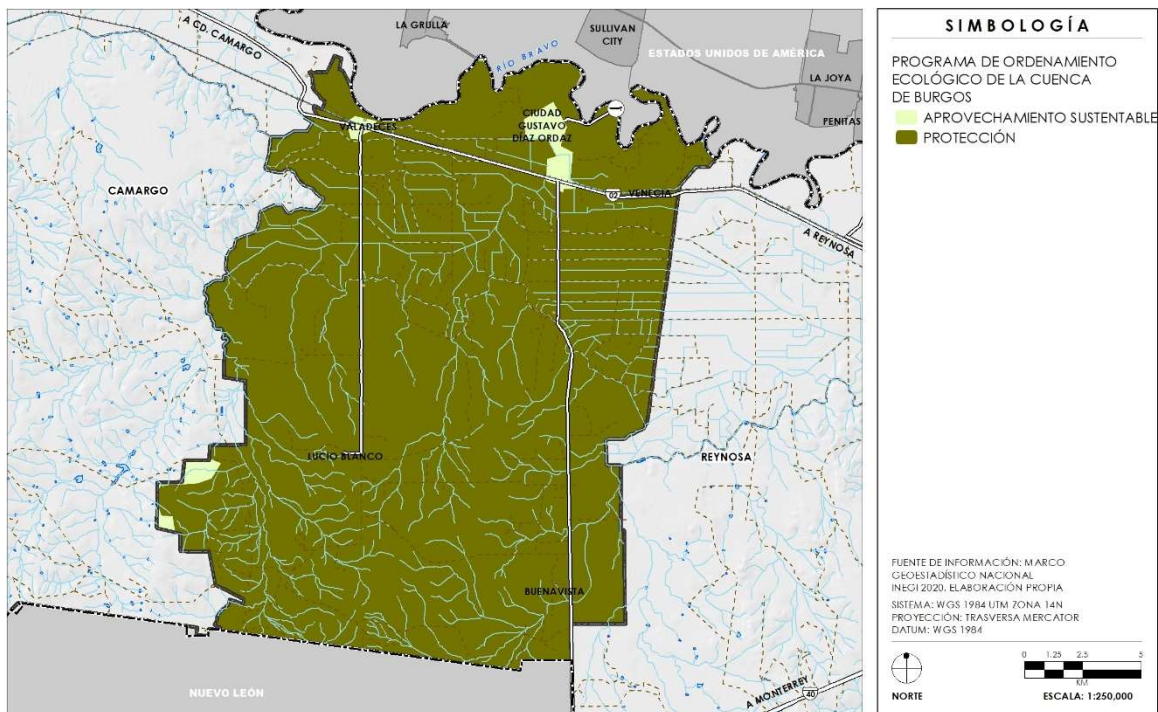 A CD. CAMARGO
LA GRULLA
RÍO BRAVO
SULLIVAN
CITY
ESTADOS UNIDOS DE AMÉRICA
LA JOYA
PENITAS
VALADECES
CIUDAD
GUSTAVO
DÍAZ ORDAZ
CAMARGO
02
VENECIA
A REYNOSA
LUCIO BLANCO
REYNOSA
BUENAVISTA
NUEVO LEÓN
A MONTERREY
40
SIMBOLOGÍA
PROGRAMA DE ORDENAMIENTO
ECOLÓGICO DE LA CUENCA
DE BURGOS
APROVECHAMIENTO SUSTENTABLE
PROTECCIÓN
FUENTE DE INFORMACIÓN: MARCO
GEOESTADÍSTICO NACIONAL
INEGI 2020. ELABORACIÓN PROPIA
SISTEMA: WGS 1984 UTM ZONA 14N
PROYECCIÓN: TRASVERSA MERCATOR
DATUM: WGS 1984
NORTE
0 1.25 2.5 5
KM
ESCALA: 1:250,000